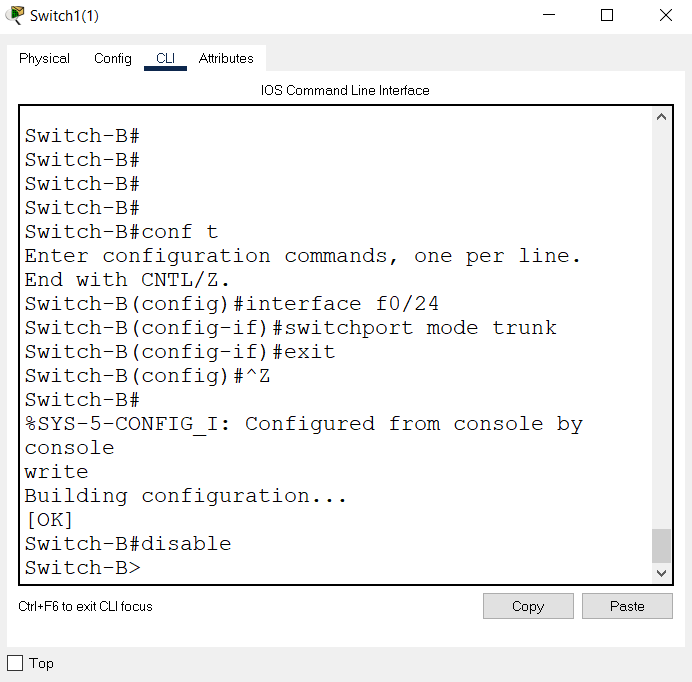 Switch1(1)
Physical Config CLI Attributes
IOS Command Line Interface
Switch-B#
Switch-B#
Switch-B#
Switch-B#
Switch-B#conf t
Enter configuration commands, one per line.
End with CNTL/Z.
Switch-B(config)#interface f0/24
Switch-B(config-if)#switchport mode trunk
Switch-B(config-if)#exit
Switch-B(config)#^Z
Switch-B#
%SYS-5-CONFIG_I: Configured from console by
console
write
Building configuration...
[OK]
Switch-B#disable
Switch-B>
Ctrl+F6 to exit CLI focus Copy Paste
Top